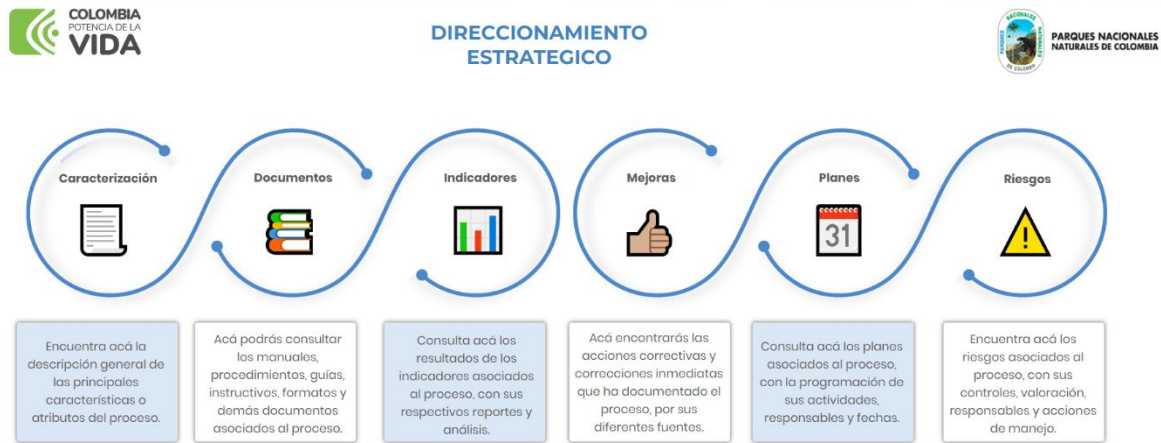 COLOMBIA
POTENCIA DE LA
VIDA
DIRECCIONAMIENTO
ESTRATEGICO
PARQUES NACIONALES
NATURALES DE COLOMBIA
PARQUES
NACIONALES
NATURALES
DE COLOMBIA
Caracterización
Documentos
Indicadores
Mejoras
Planes
Riesgos
31
Encuentra acá la
descripción general de
las principales
características o
atributos del proceso.
Acá podrás consultar
los manuales,
procedimientos, guías,
instructivos, formatos y
demás documentos
asociados al proceso.
Consulta acá los
resultados de los
indicadores asociados
al proceso, con sus
respectivos reportes y
análisis.
Acá encontrarás las
acciones correctivas y
correcciones inmediatas
que ha documentado el
proceso, por sus
diferentes fuentes.
Consulta acá los planes
asociados al proceso,
con la programación de
sus actividades,
responsables y fechas.
Encuentra acá los
riesgos asociados al
proceso, con sus
controles, valoración,
responsables y acciones
de manejo.